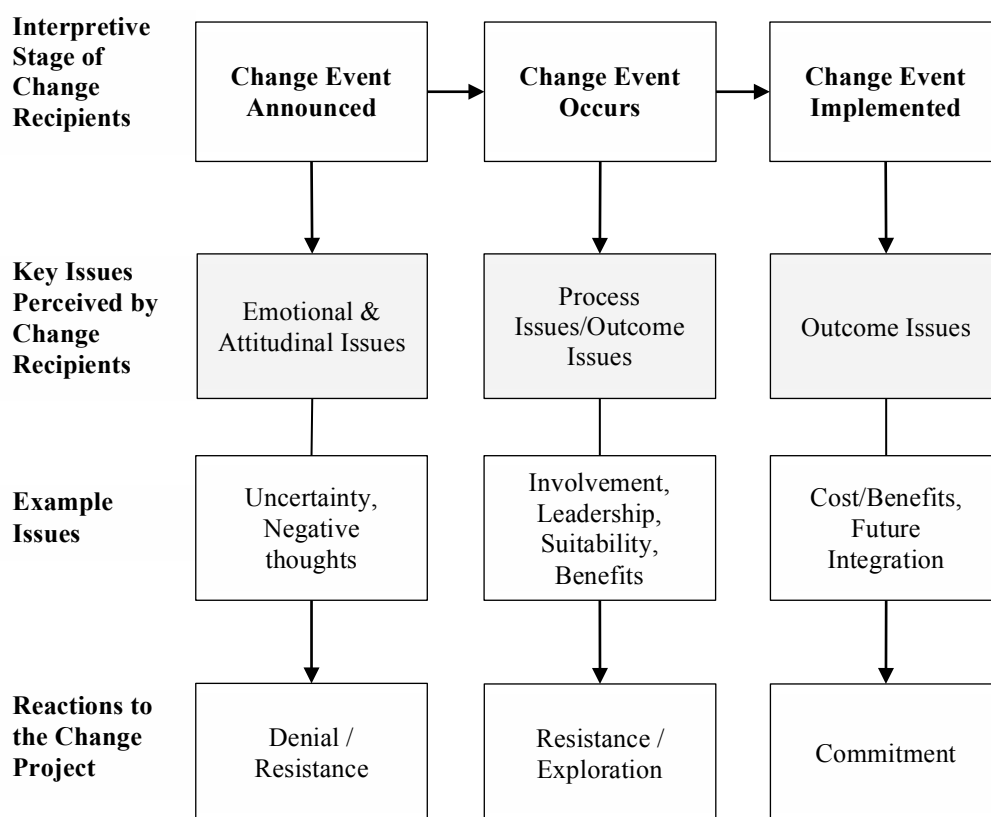 Interpretive
Stage of
Change
Recipients
Change Event
Announced
Change Event
Occurs
Change Event
Implemented
Key Issues
Perceived by
Change
Recipients
Emotional &
Attitudinal Issues
Process
Issues/Outcome
Issues
Outcome Issues
Example
Issues
Uncertainty,
Negative
thoughts
Involvement,
Leadership,
Suitability,
Benefits
Cost/Benefits,
Future
Integration
Reactions to
the Change
Project
Denial /
Resistance
Resistance /
Exploration
Commitment